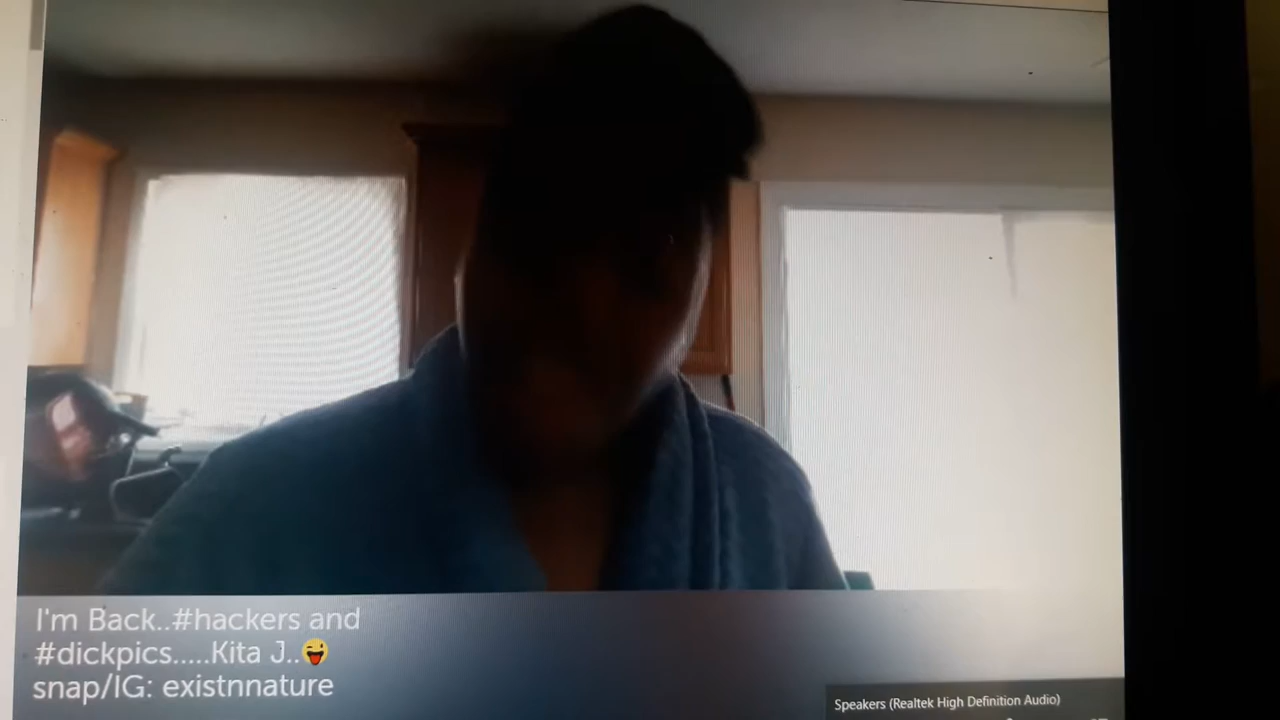 I'm Back..#hackers and
#dickpics.....Kita J..😜
snap/IG: existnnature
Speakers (Realtek High Definition Audio)